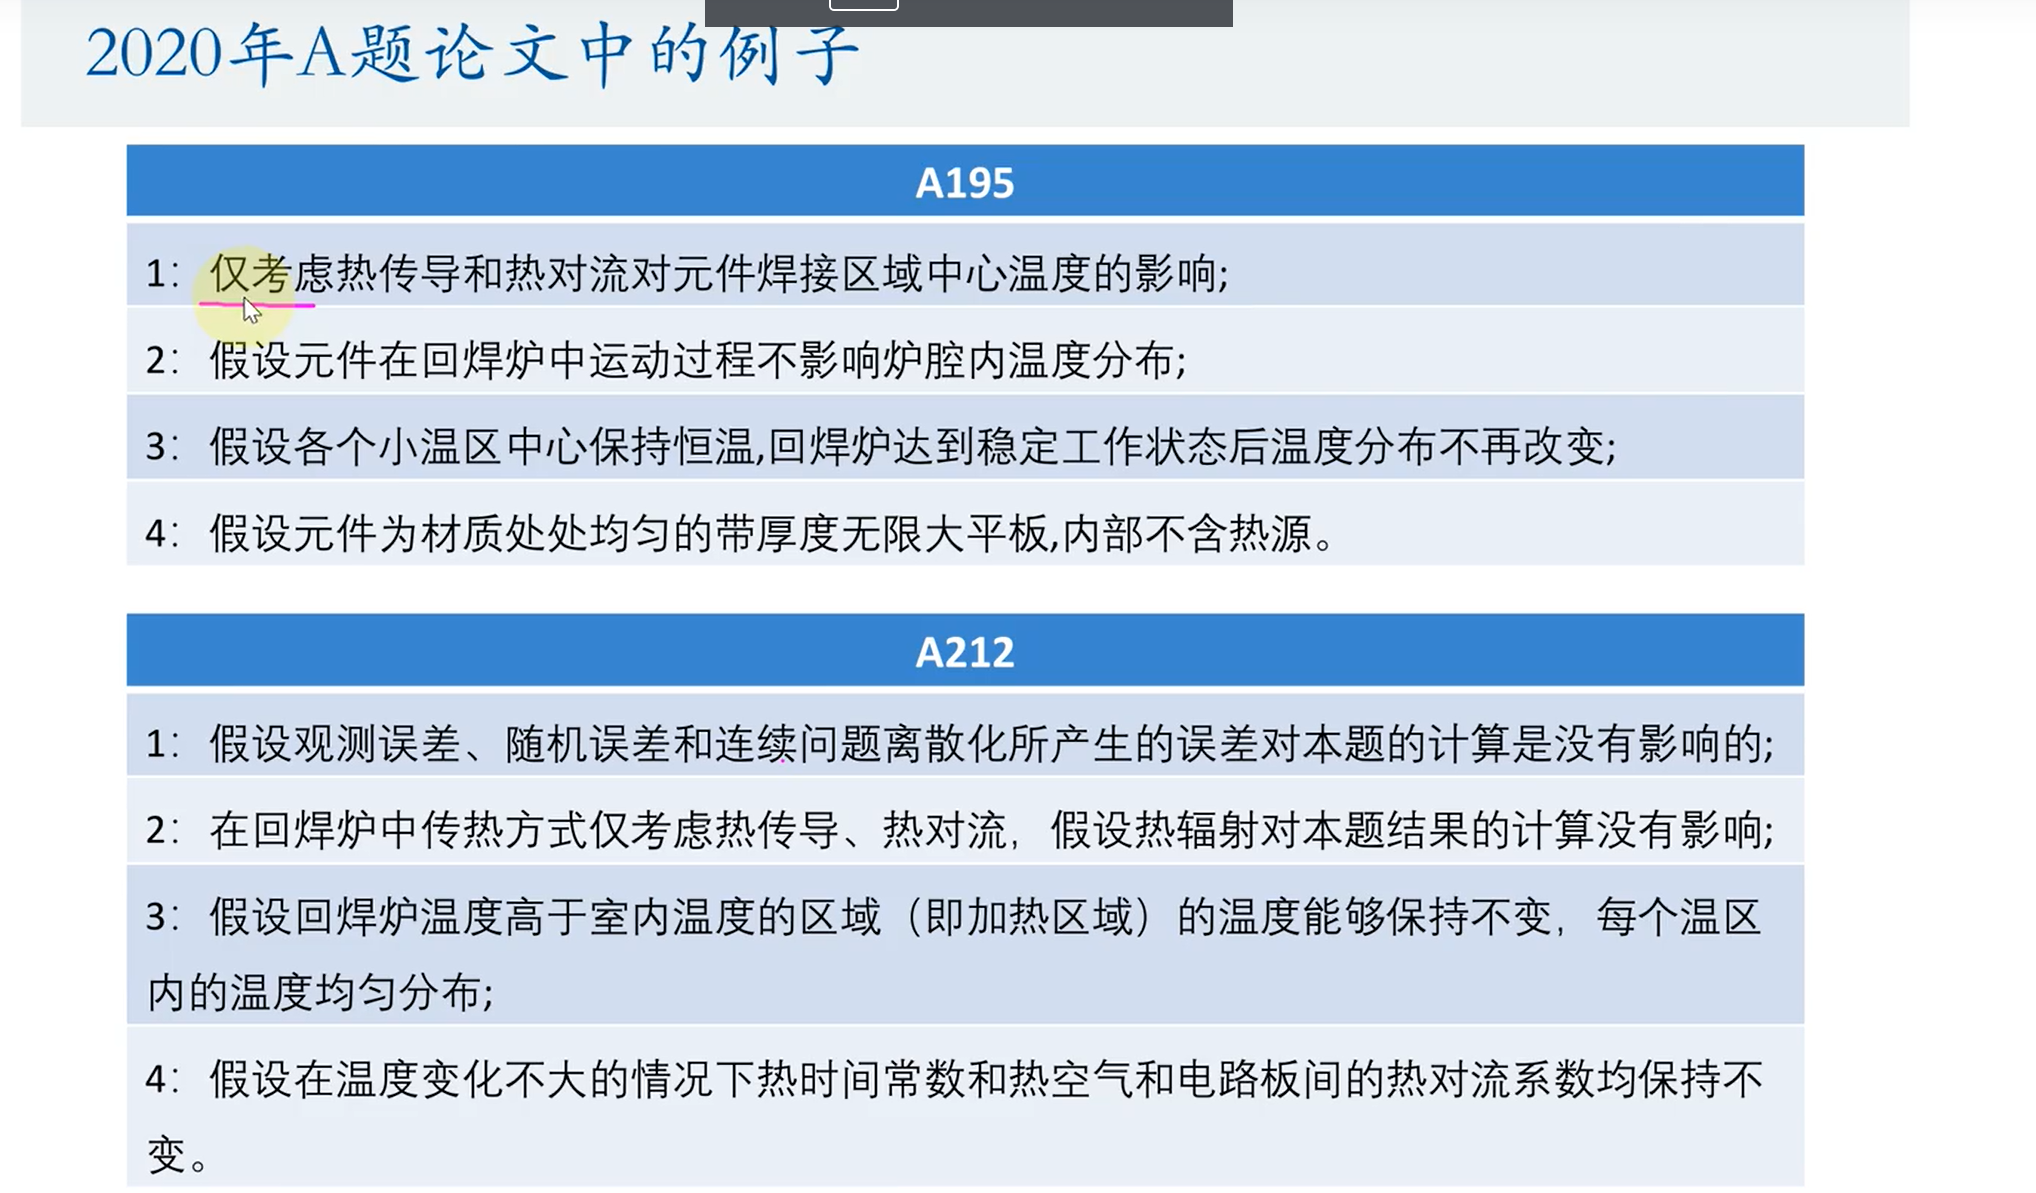 2020年A题论文中的例子
A195
1：仅考虑热传导和热对流对元件焊接区域中心温度的影响;
2：假设元件在回焊炉中运动过程不影响炉腔内温度分布;
3：假设各个小温区中心保持恒温,回焊炉达到稳定工作状态后温度分布不再改变;
4：假设元件为材质处处均匀的带厚度无限大平板,内部不含热源。
A212
1：假设观测误差、随机误差和连续问题离散化所产生的误差对本题的计算是没有影响的;
2：在回焊炉中传热方式仅考虑热传导、热对流，假设热辐射对本题结果的计算没有影响;
3：假设回焊炉温度高于室内温度的区域（即加热区域）的温度能够保持不变，每个温区
内的温度均匀分布;
4：假设在温度变化不大的情况下热时间常数和热空气和电路板间的热对流系数均保持不
变。